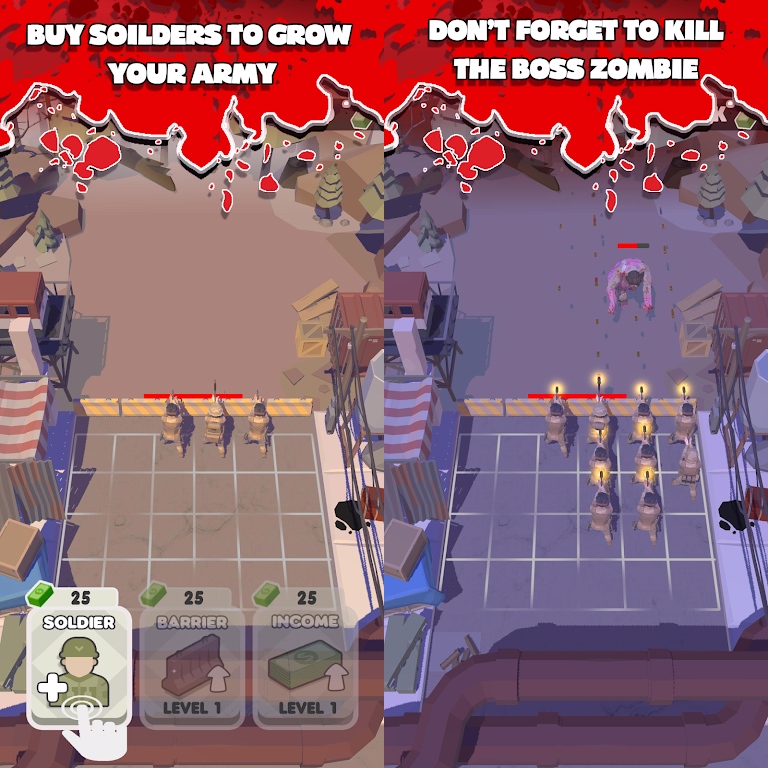 BUY SOILDERS TO GROW
YOUR ARMY
25
SOLDIER
25
BARRIER
LEVEL 1
25
INCOME
LEVEL 1
DON'T FORGET TO KILL
THE BOSS ZOMBIE